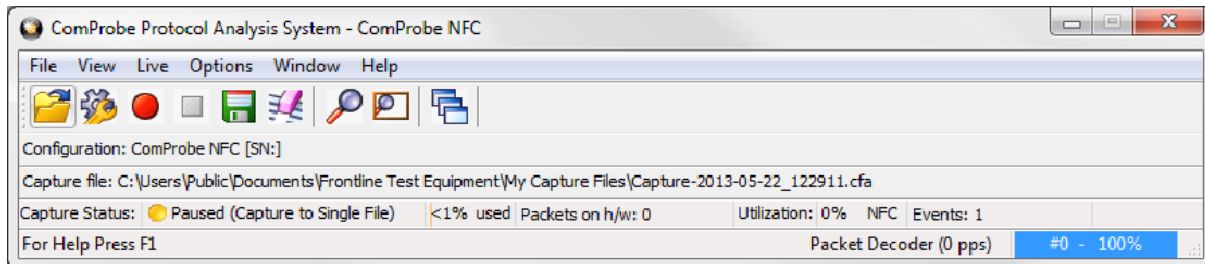 ComProbe Protocol Analysis System - ComProbe NFC
File View Live Options Window Help
Configuration: ComProbe NFC [SN:]
Capture file: C:\Users\Public\Documents\Frontline Test Equipment\My Capture Files\Capture-2013-05-22_122911.cfa
Capture Status: Paused (Capture to Single File) <1% used Packets on h/w: 0 Utilization: 0% NFC Events: 1
For Help Press F1 Packet Decoder (0 pps) #0 - 100%